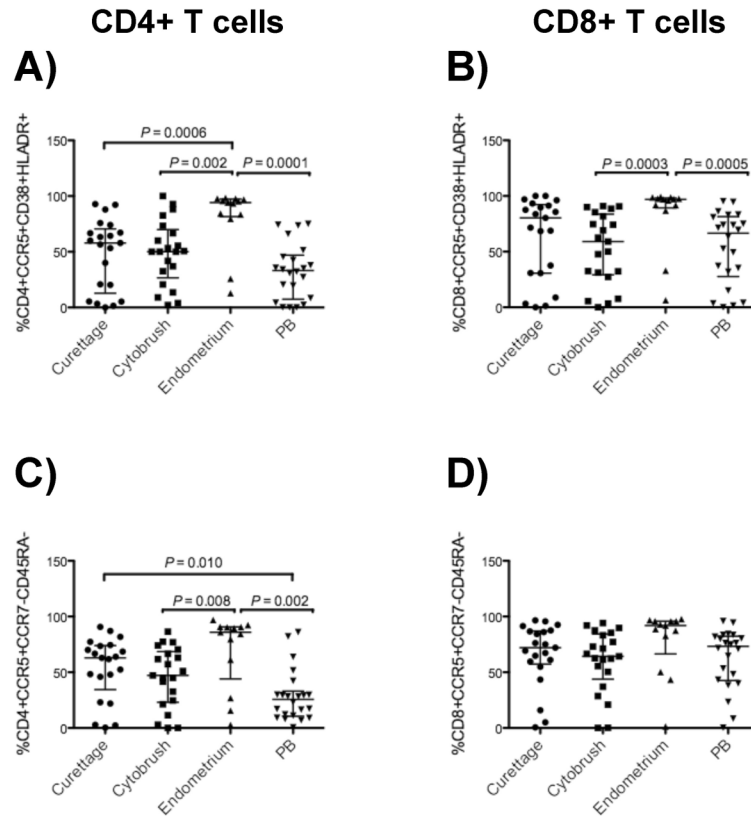 CD4+ T cells
CD8+ T cells
A)
B)
%CD4+CCR5+CD38+HLADR+
150
100
50
0
P = 0.0006
P = 0.002
P = 0.0001
Curettage
Cytobrush
Endometrium
PB
%CD8+CCR5+CD38+HLADR+
150
100
50
0
P = 0.0003
P = 0.0005
Curettage
Cytobrush
Endometrium
PB
C)
D)
%CD4+CCR5+CCR7-CD45RA-
150
100
50
0
P = 0.010
P = 0.008
P = 0.002
Curettage
Cytobrush
Endometrium
PB
%CD8+CCR5+CCR7-CD45RA-
150
100
50
0
Curettage
Cytobrush
Endometrium
PB